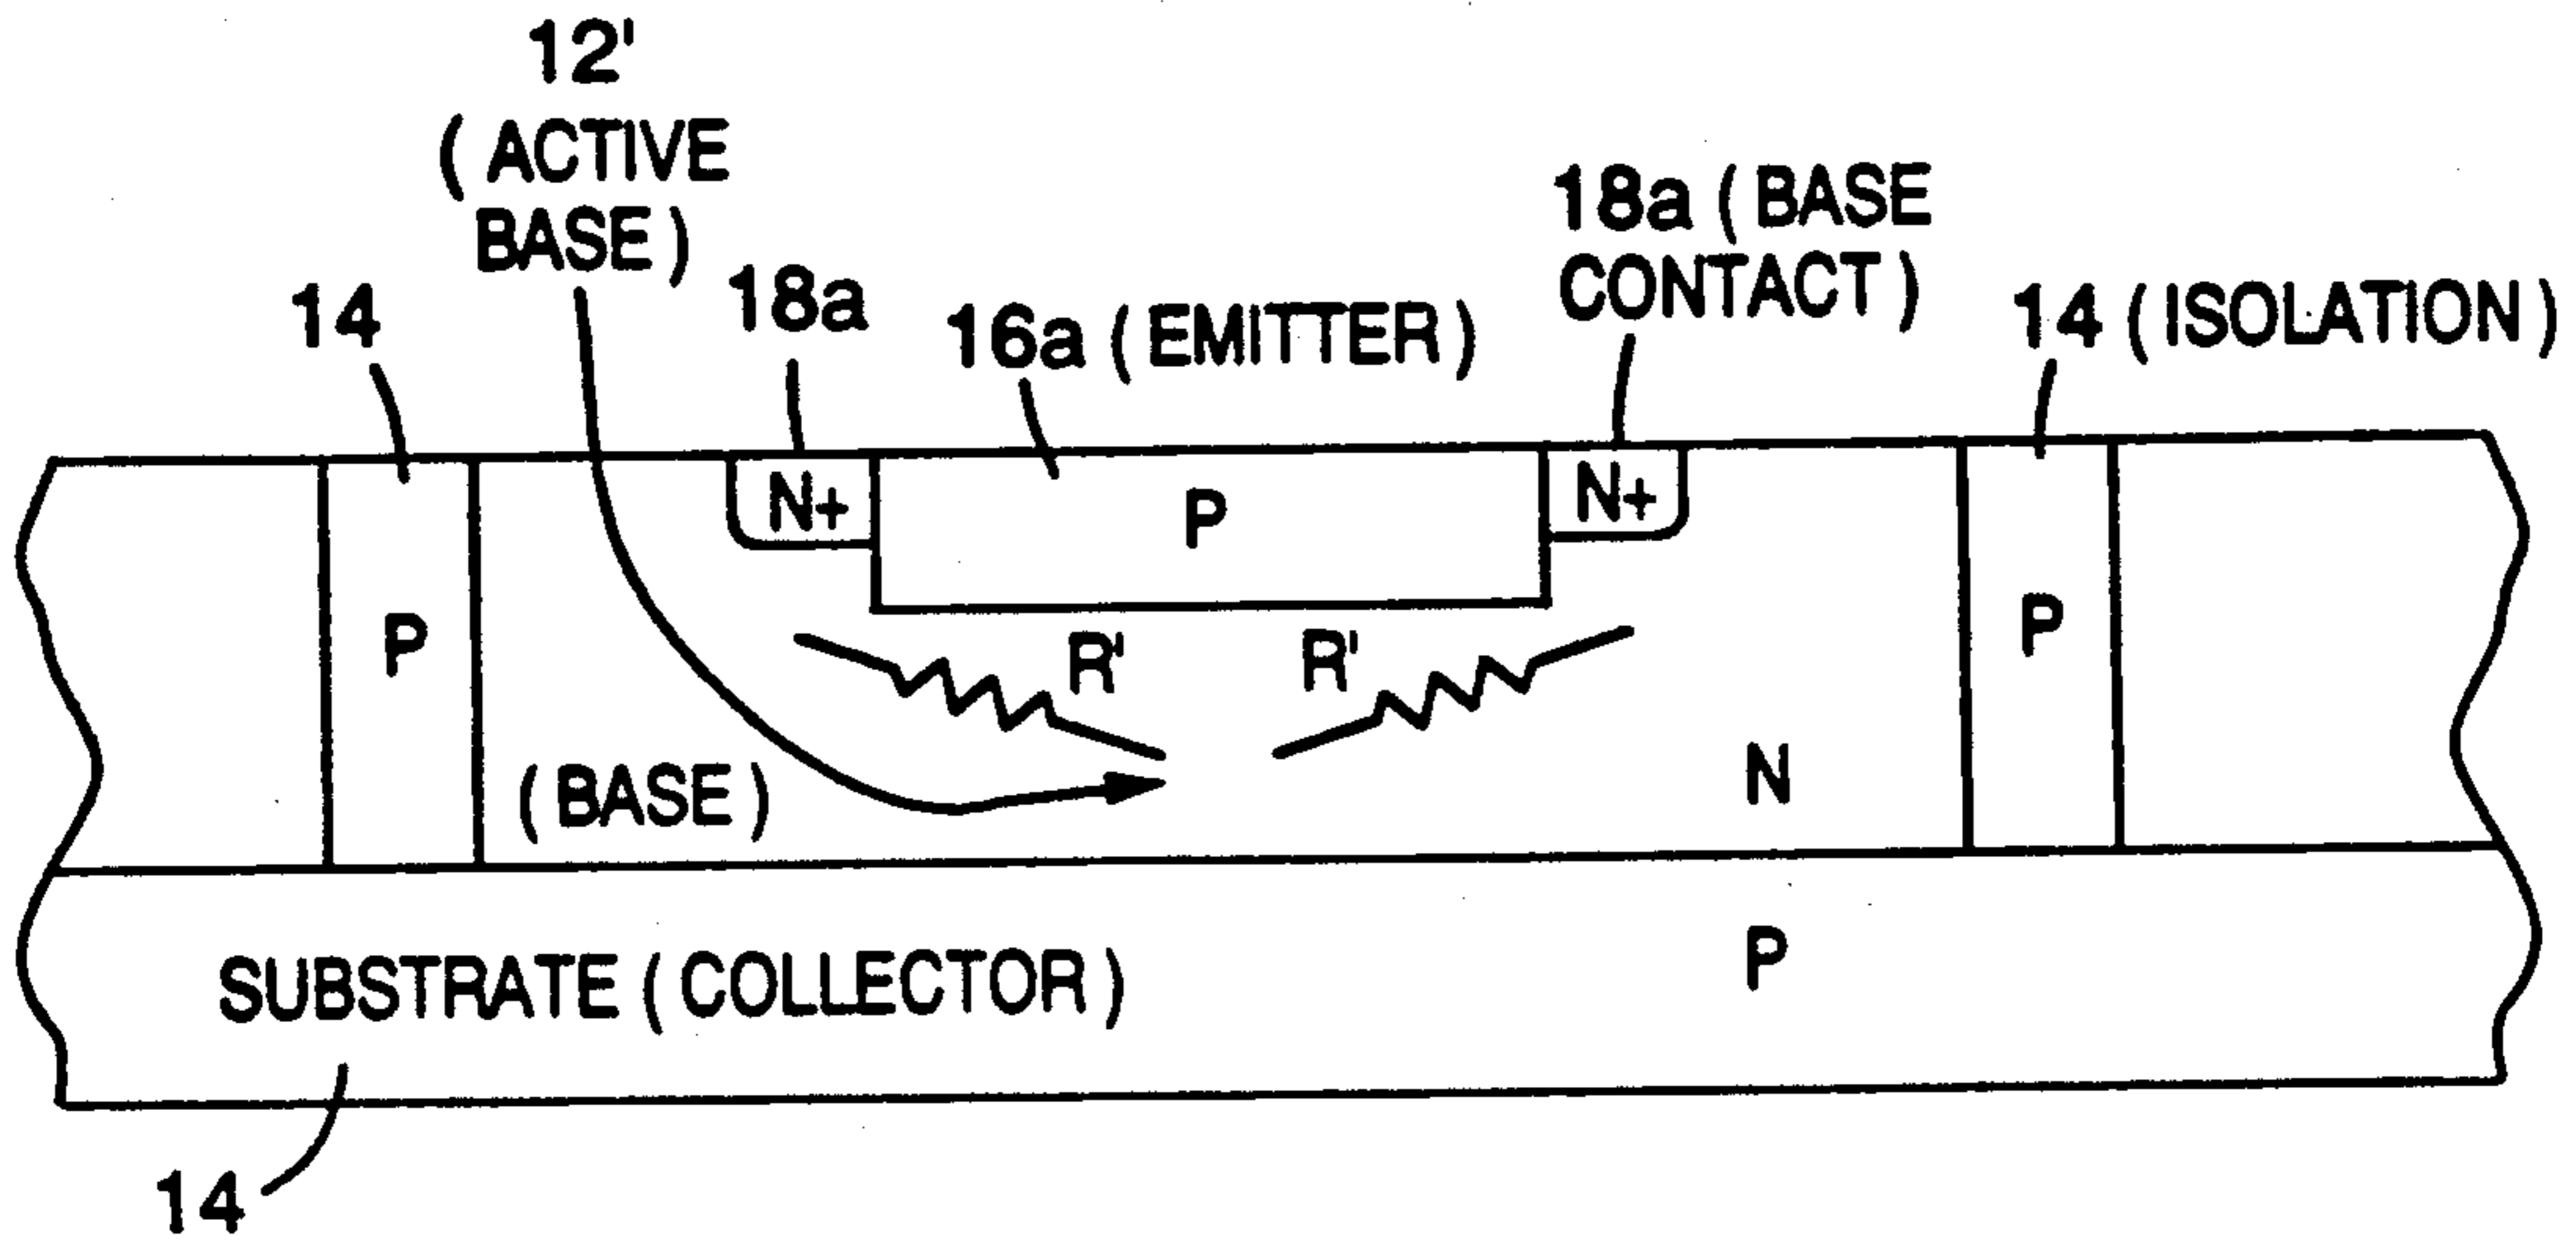 12'
( ACTIVE
BASE )
18a ( BASE
CONTACT )
14
18a
16a ( EMITTER )
14 ( ISOLATION )
N+
P
N+
P
P
R'
R'
( BASE )
N
SUBSTRATE ( COLLECTOR )
P
14